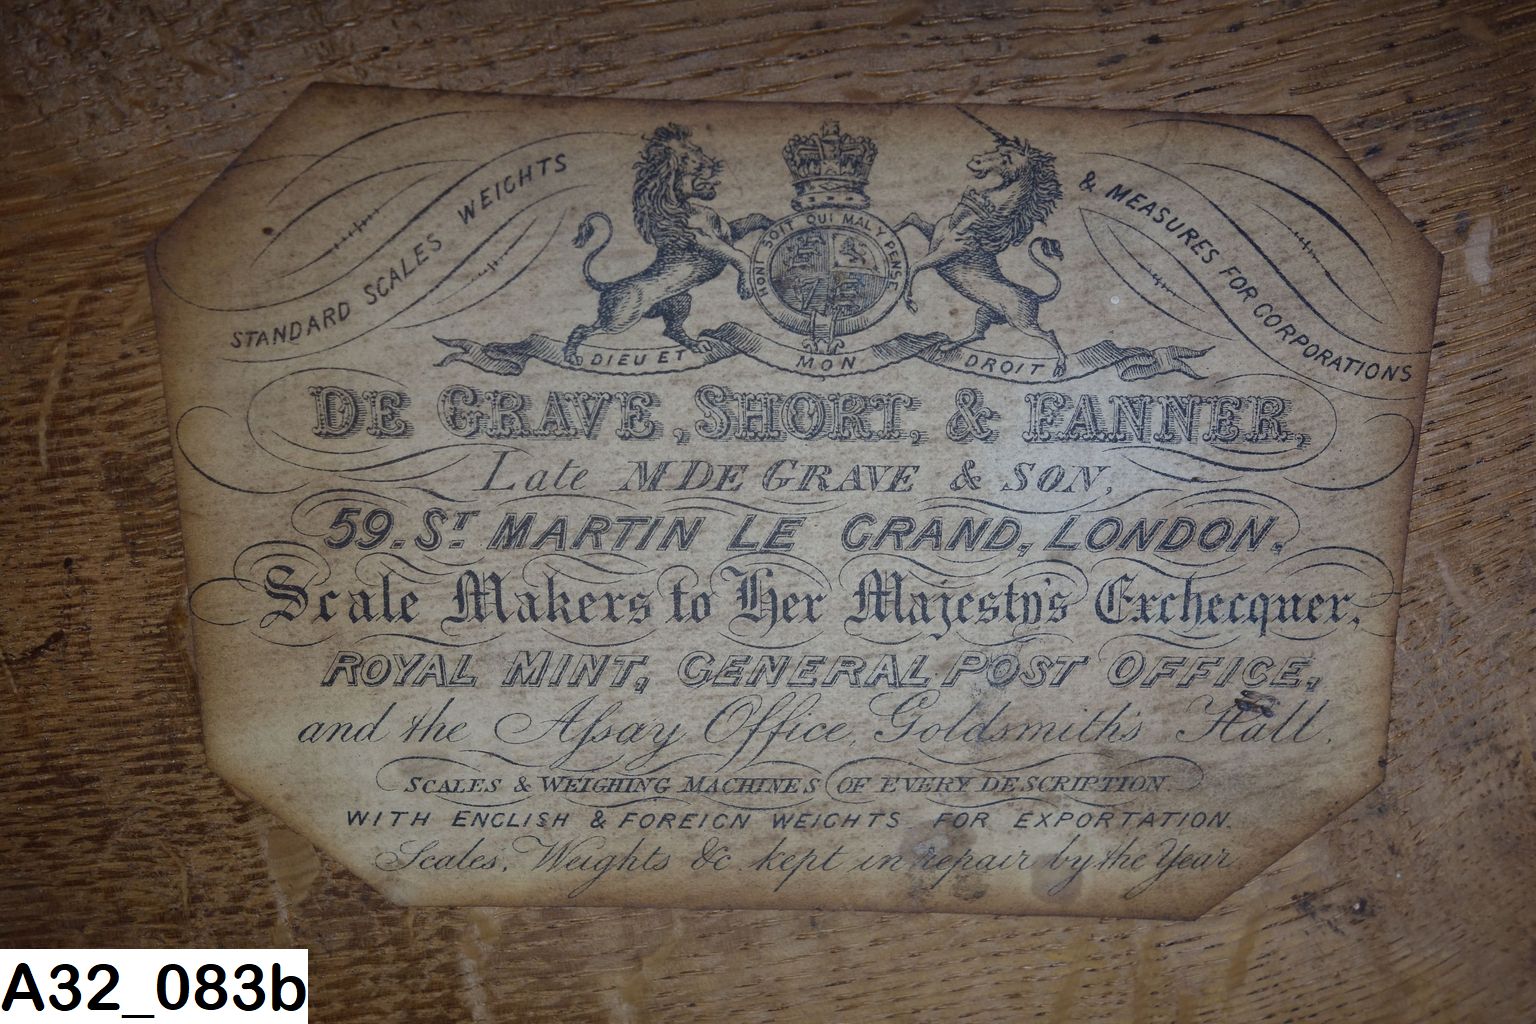 STANDARD SCALES WEIGHTS
& MEASURES FOR CORPORATIONS
HONI SOIT QUI MAL Y PENSE
DIEU ET MON DROIT
DE GRAVE, SHORT, & FANNER,
Late M DE GRAVE & SON,
59. ST MARTIN LE GRAND, LONDON.
Scale Makers to Her Majesty's Exchecquer,
ROYAL MINT, GENERAL POST OFFICE,
and the Aſsay Office, Goldsmith's Hall.
SCALES & WEIGHING MACHINES OF EVERY DESCRIPTION.
WITH ENGLISH & FOREIGN WEIGHTS FOR EXPORTATION.
Scales, Weights &c. kept in repair by the Year
A32_083b